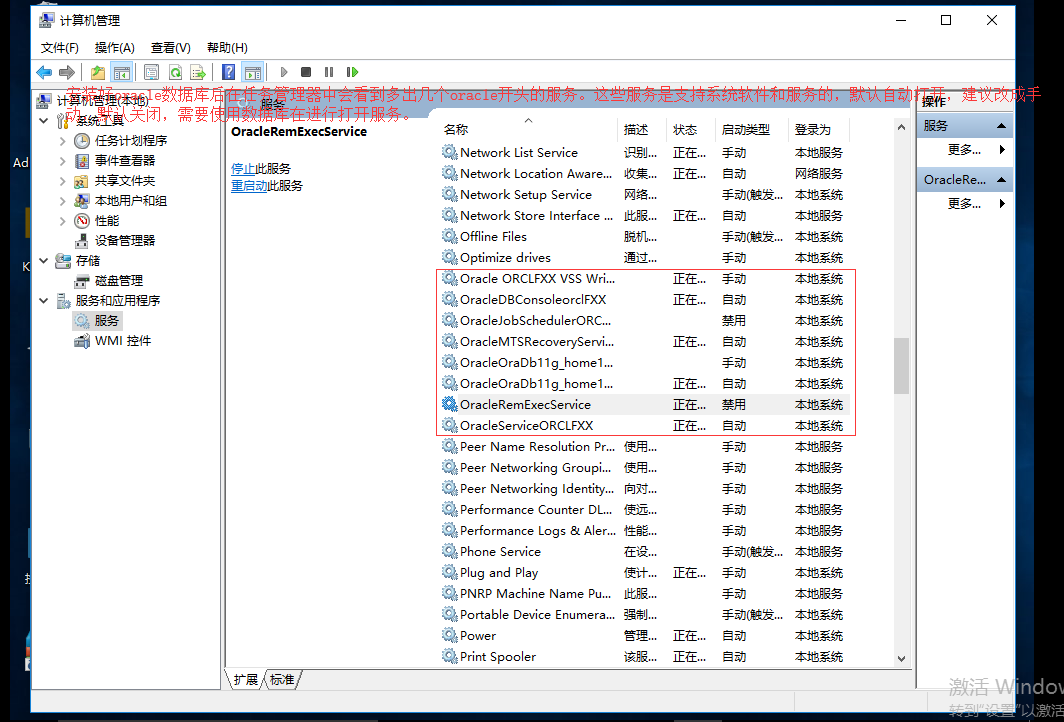 计算机管理
文件(F) 操作(A) 查看(V) 帮助(H)
安装好oracle数据库后在任务管理器中会看到多出几个oracle开头的服务。这些服务是支持系统软件和服务的，默认自动打开，建议改成手
动，默认关闭，需要使用数据库在进行打开服务。
计算机管理(本地)
系统工具
任务计划程序
事件查看器
共享文件夹
本地用户和组
性能
设备管理器
存储
磁盘管理
服务和应用程序
服务
WMI 控件
服务
OracleRemExecService
停止此服务
重启动此服务
名称 描述 状态 启动类型 登录为
Network List Service 识别... 正在... 手动 本地服务
Network Location Aware... 收集... 正在... 自动 网络服务
Network Setup Service 网络... 手动(触发... 本地系统
Network Store Interface ... 此服... 正在... 自动 本地服务
Offline Files 脱机... 手动(触发... 本地系统
Optimize drives 通过... 手动 本地系统
Oracle ORCLFXX VSS Wri... 正在... 手动 本地系统
OracleDBConsoleorclFXX 正在... 自动 本地系统
OracleJobSchedulerORC... 禁用 本地系统
OracleMTSRecoveryServi... 正在... 自动 本地系统
OracleOraDb11g_home1... 手动 本地系统
OracleOraDb11g_home1... 正在... 自动 本地系统
OracleRemExecService 正在... 禁用 本地系统
OracleServiceORCLFXX 正在... 自动 本地系统
Peer Name Resolution Pr... 使用... 手动 本地服务
Peer Networking Groupi... 使用... 手动 本地服务
Peer Networking Identity... 向对... 手动 本地服务
Performance Counter DL... 使远... 手动 本地服务
Performance Logs & Aler... 性能... 手动 本地服务
Phone Service 在设... 手动(触发... 本地服务
Plug and Play 使计... 正在... 手动 本地系统
PNRP Machine Name Pu... 此服... 手动 本地服务
Portable Device Enumera... 强制... 手动(触发... 本地系统
Power 管理... 正在... 自动 本地系统
Print Spooler 该服... 正在... 自动 本地系统
扩展 标准
操作
服务
更多...
OracleRe...
更多...
Ad
K
激活 Window
转到"设置"以激活